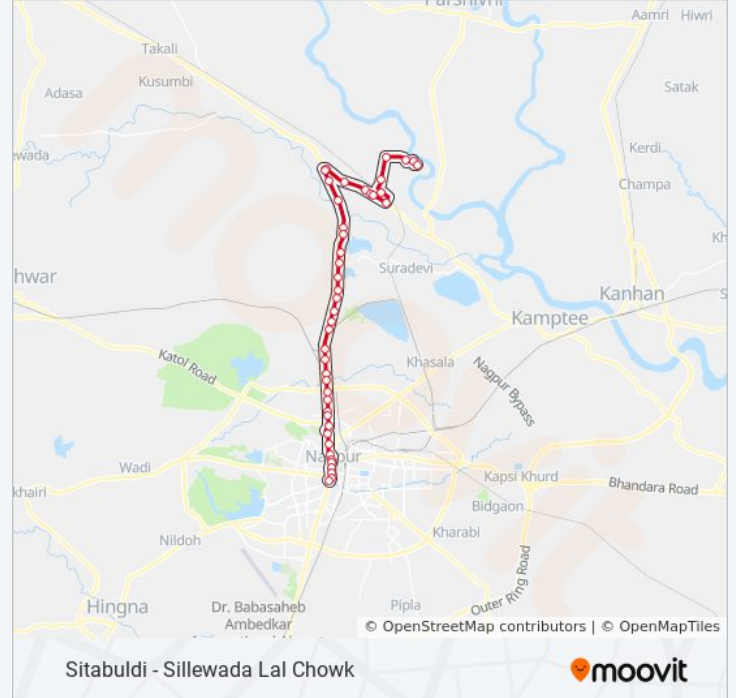 Parshivni
Aamri
Hiwri
Takali
Kusumbi
Adasa
Satak
ewada
Kerdi
Champa
Kh
Suradevi
hwar
Kanhan
S
Kamptee
Katol Road
Khasala
Nagpur Bypass
Nagpur
Wadi
Kapsi Khurd
Bhandara Road
khairi
Bidgaon
Nildoh
Kharabi
Outer Ring Road
Hingna
Dr. Babasaheb
Ambedkar
Pipla
© OpenStreetMap contributors | © OpenMapTiles
Sitabuldi - Sillewada Lal Chowk
moovit